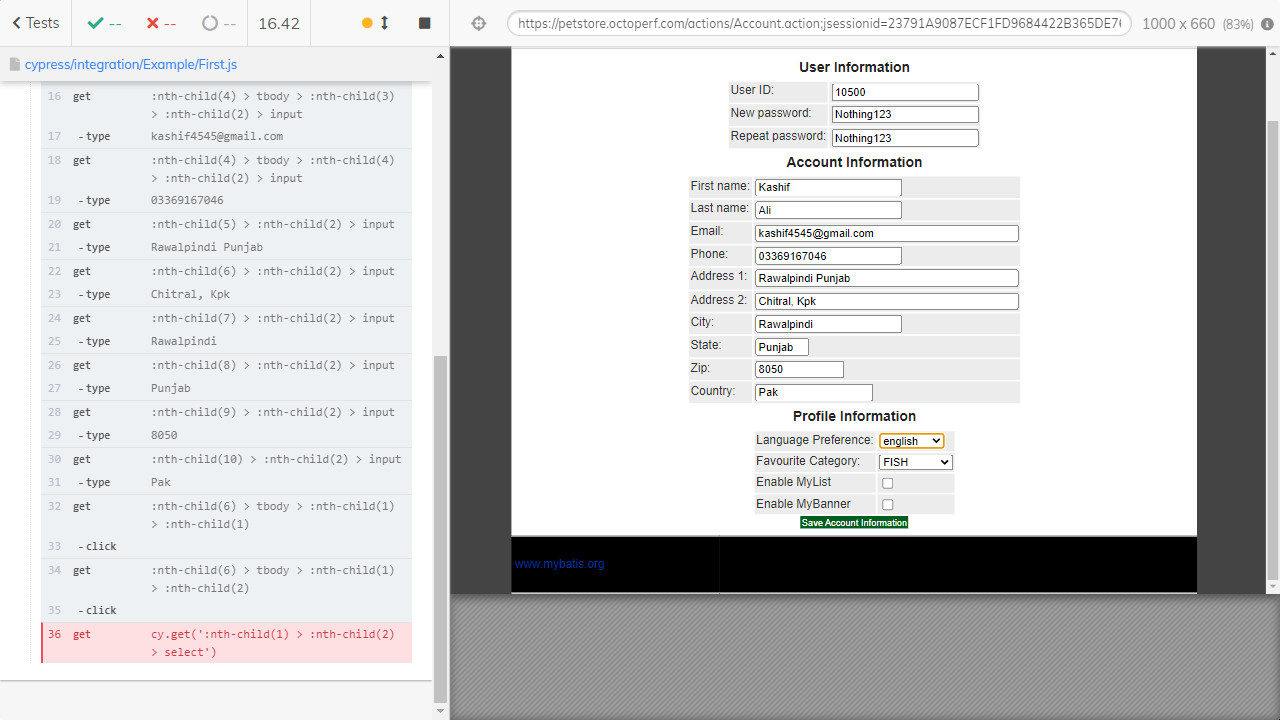 Tests
--
--
--
16.42
https://petstore.octoperf.com/actions/Account.action;jsessionid=23791A9087ECF1FD9684422B365DE7
1000 x 660 (83%)
cypress/integration/Example/First.js
16 get :nth-child(4) > tbody > :nth-child(3)
> :nth-child(2) > input
17 -type kashif4545@gmail.com
18 get :nth-child(4) > tbody > :nth-child(4)
> :nth-child(2) > input
19 -type 03369167046
20 get :nth-child(5) > :nth-child(2) > input
21 -type Rawalpindi Punjab
22 get :nth-child(6) > :nth-child(2) > input
23 -type Chitral, Kpk
24 get :nth-child(7) > :nth-child(2) > input
25 -type Rawalpindi
26 get :nth-child(8) > :nth-child(2) > input
27 -type Punjab
28 get :nth-child(9) > :nth-child(2) > input
29 -type 8050
30 get :nth-child(10) > :nth-child(2) > input
31 -type Pak
32 get :nth-child(6) > tbody > :nth-child(1)
> :nth-child(1)
33 -click
34 get :nth-child(6) > tbody > :nth-child(1)
> :nth-child(2)
35 -click
36 get cy.get(':nth-child(1) > :nth-child(2)
> select')
User Information
User ID: 10500
New password: Nothing123
Repeat password: Nothing123
Account Information
First name: Kashif
Last name: Ali
Email: kashif4545@gmail.com
Phone: 03369167046
Address 1: Rawalpindi Punjab
Address 2: Chitral, Kpk
City: Rawalpindi
State: Punjab
Zip: 8050
Country: Pak
Profile Information
Language Preference: english
Favourite Category: FISH
Enable MyList
Enable MyBanner
Save Account Information
www.mybatis.org